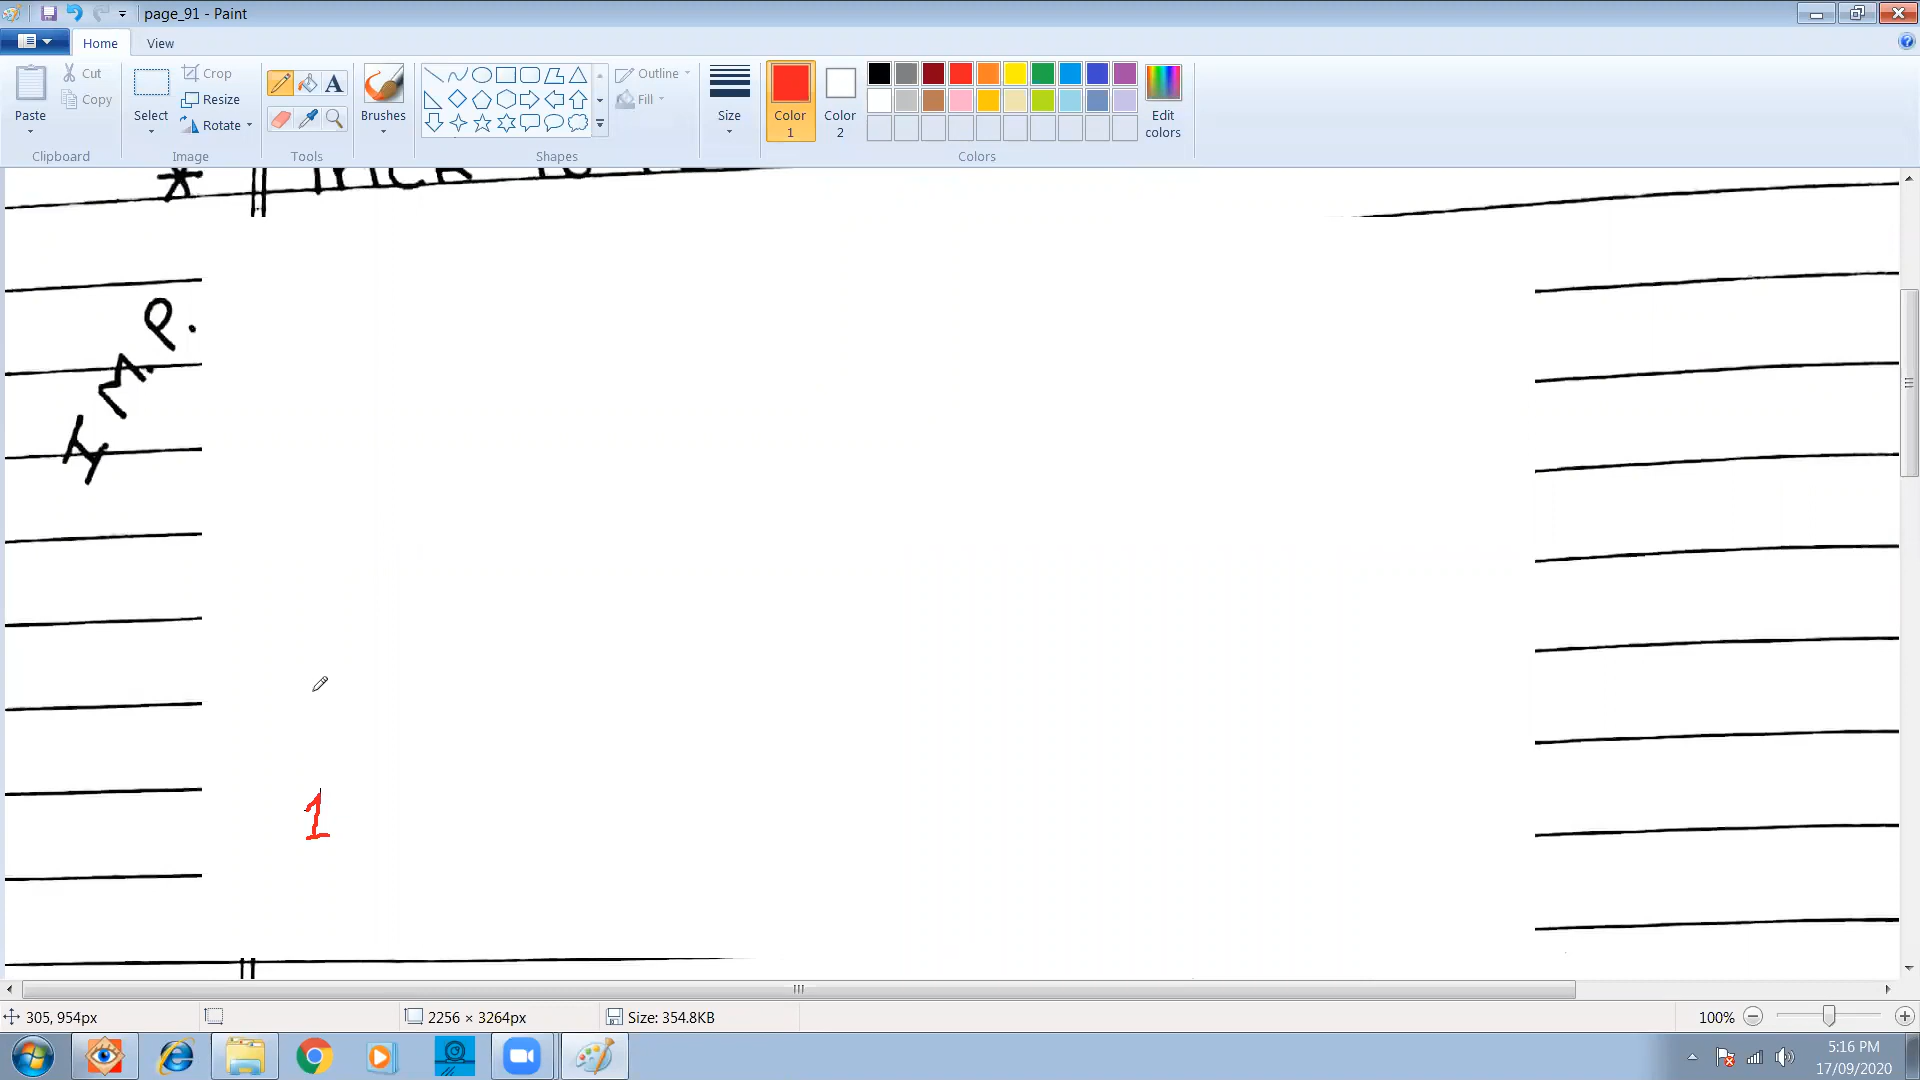 page_91 - Paint
Home View
Paste
Cut
Copy
Clipboard
Select
Crop
Resize
Rotate
Image
Tools
Brushes
Shapes
Outline
Fill
Size
Color 1
Color 2
Edit colors
Colors
I.M.P.
1
305, 954px
2256 × 3264px
Size: 354.8KB
100%
5:16 PM
17/09/2020